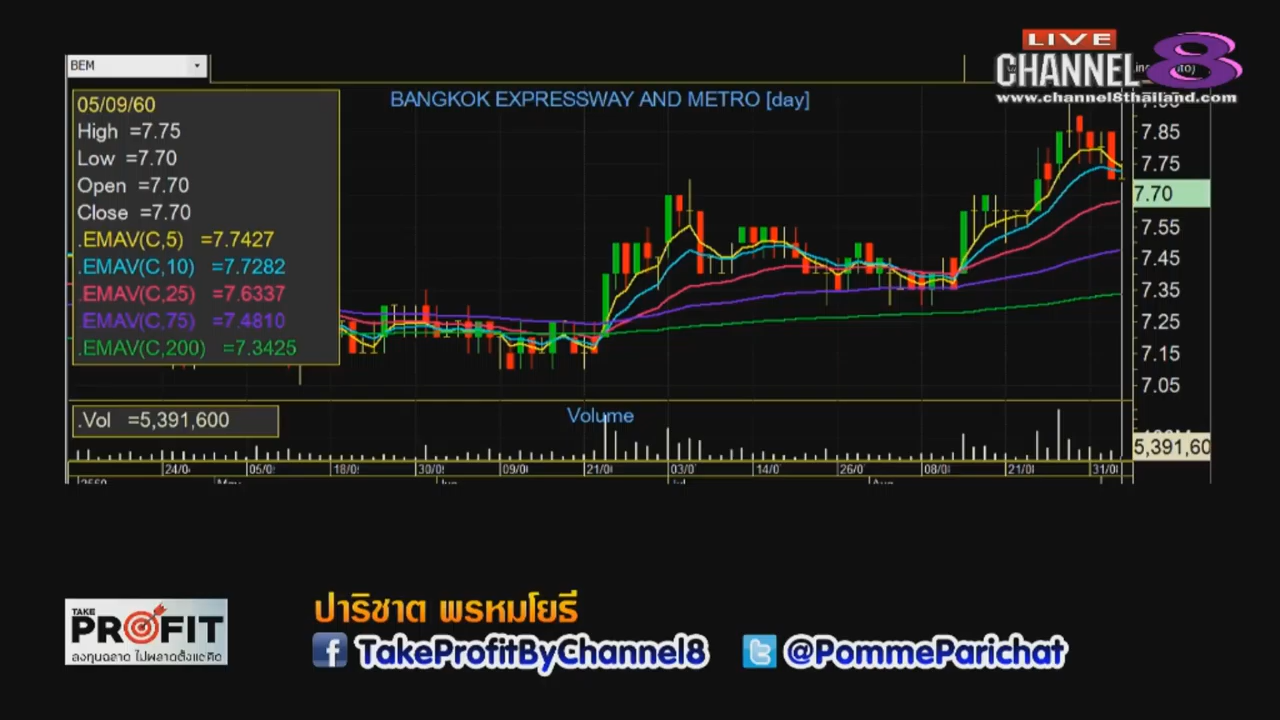 LIVE
CHANNEL 8
www.channel8thailand.com
BEM
05/09/60
High =7.75
Low =7.70
Open =7.70
Close =7.70
.EMAV(C,5) =7.7427
.EMAV(C,10) =7.7282
.EMAV(C,25) =7.6337
.EMAV(C,75) =7.4810
.EMAV(C,200) =7.3425
BANGKOK EXPRESSWAY AND METRO [day]
7.85
7.75
7.70
7.55
7.45
7.35
7.25
7.15
7.05
.Vol =5,391,600
Volume
5,391,60
24/0 05/0 18/0 30/0 09/0 21/0 03/0 14/0 26/0 08/0 21/0 31/0
TAKE
PROFIT
ลงทุนฉลาด ไม่พลาดตั้งแต่คิด
ปาริชาต พรหมโยธี
TakeProfitByChannel8
@PommeParichat